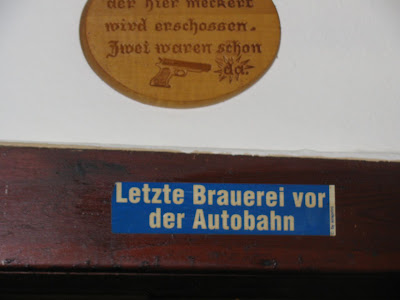 der hier meckert
wird erschossen.
Zwei waren schon
da.
Letzte Brauerei vor
der Autobahn